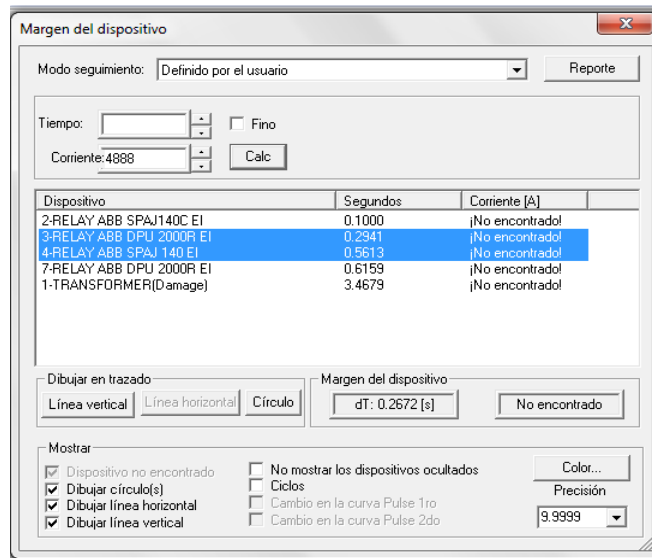 Margen del dispositivo
Modo seguimiento: Definido por el usuario Reporte
Tiempo: Fino
Corriente: 4888 Calc
Dispositivo Segundos Corriente [A]
2-RELAY ABB SPAJ140C EI 0.1000 ¡No encontrado!
3-RELAY ABB DPU 2000R EI 0.2941 ¡No encontrado!
4-RELAY ABB SPAJ 140 EI 0.5613 ¡No encontrado!
7-RELAY ABB DPU 2000R EI 0.6159 ¡No encontrado!
1-TRANSFORMER(Damage) 3.4679 ¡No encontrado!
Dibujar en trazado Margen del dispositivo
Línea vertical Línea horizontal Círculo dT: 0.2672 [s] No encontrado
Mostrar
Dispositivo no encontrado No mostrar los dispositivos ocultados Color...
Dibujar círculo(s) Ciclos Precisión
Dibujar línea horizontal Cambio en la curva Pulse 1ro 9.9999
Dibujar línea vertical Cambio en la curva Pulse 2do